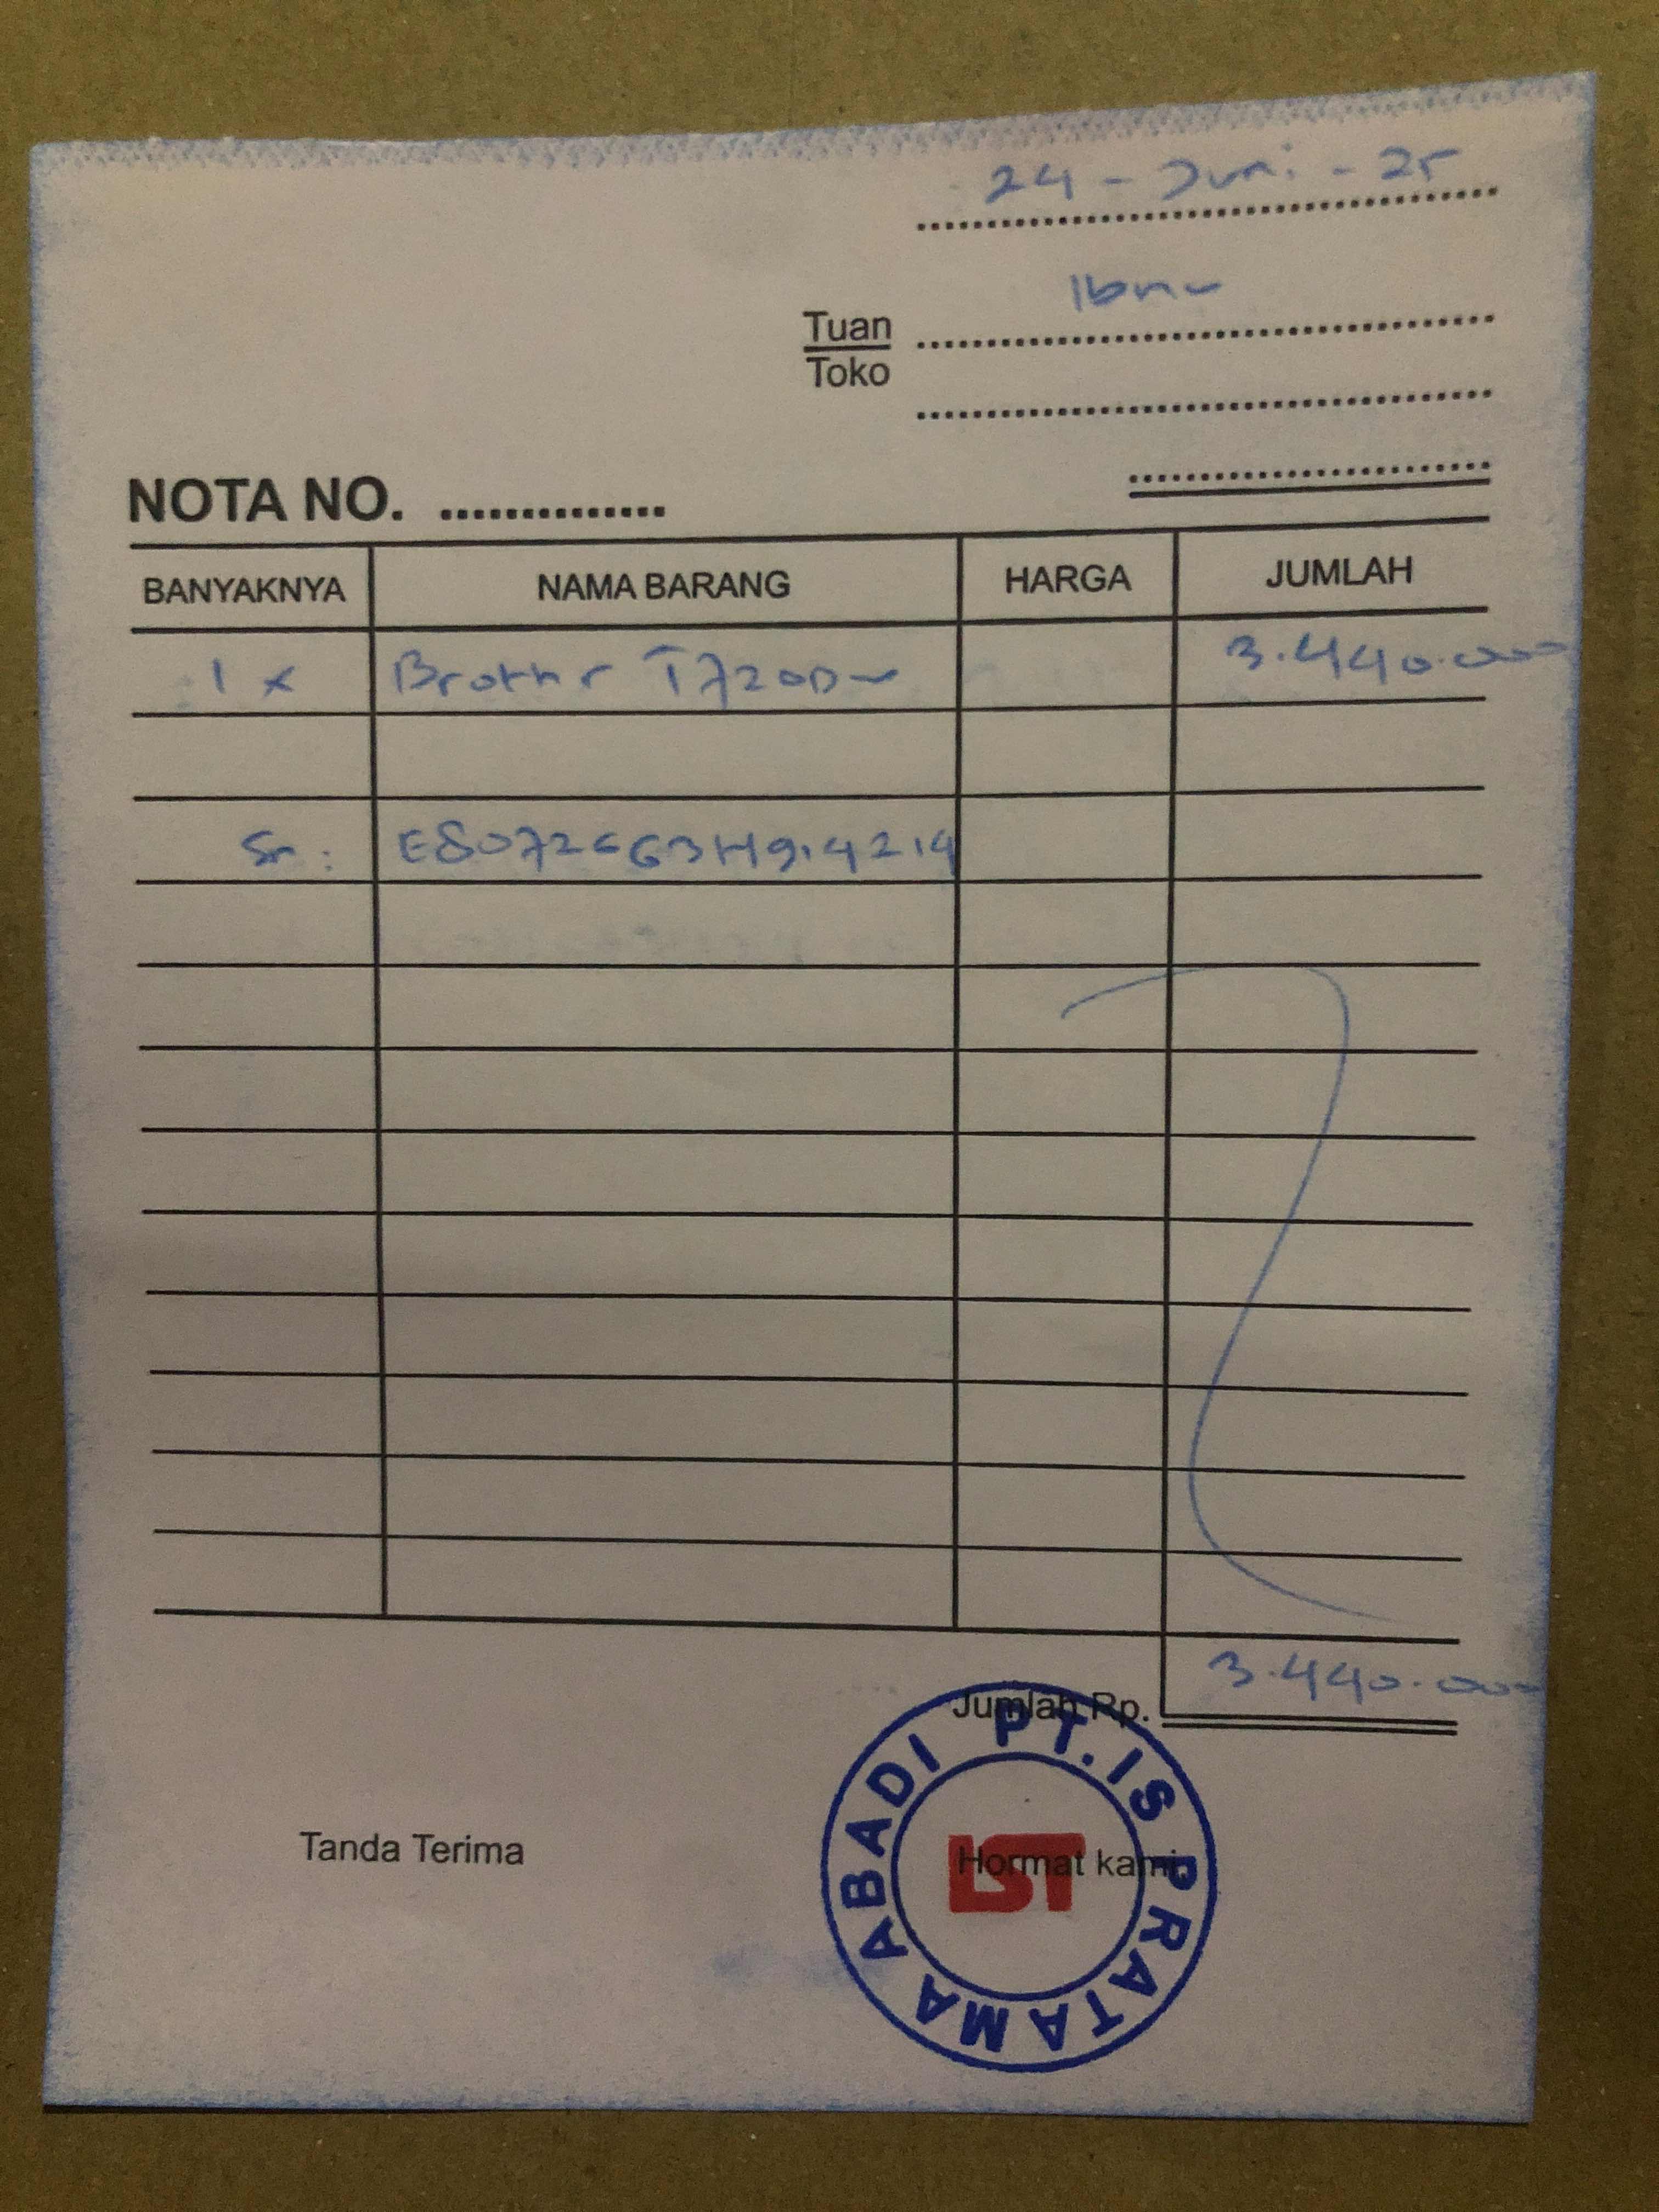 24 - Juni - 25
Ibnu
Tuan
Toko
NOTA NO. ..............
BANYAKNYA NAMA BARANG HARGA JUMLAH
1 x Brother T720DW 3.440.000
Sn : 
3.440.000
Jumlah Rp.
PT. IS PRATAMA ABADI
IST
Tanda Terima Hormat kami,